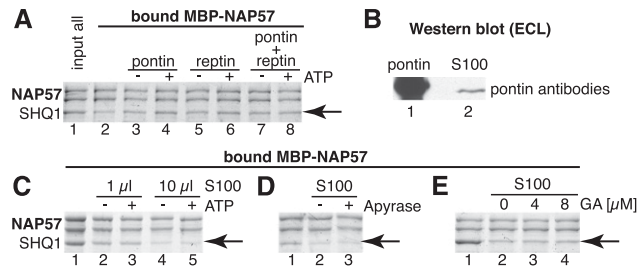 A
input all
bound MBP-NAP57
pontin
reptin
pontin
+
reptin
- + - + - + ATP
NAP57
SHQ1
1 2 3 4 5 6 7 8
B
Western blot (ECL)
pontin S100
pontin antibodies
1 2
bound MBP-NAP57
C
1 µl 10 µl S100
- + - + ATP
NAP57
SHQ1
1 2 3 4 5
D
S100
- + Apyrase
1 2 3
E
S100
0 4 8 GA [µM]
1 2 3 4